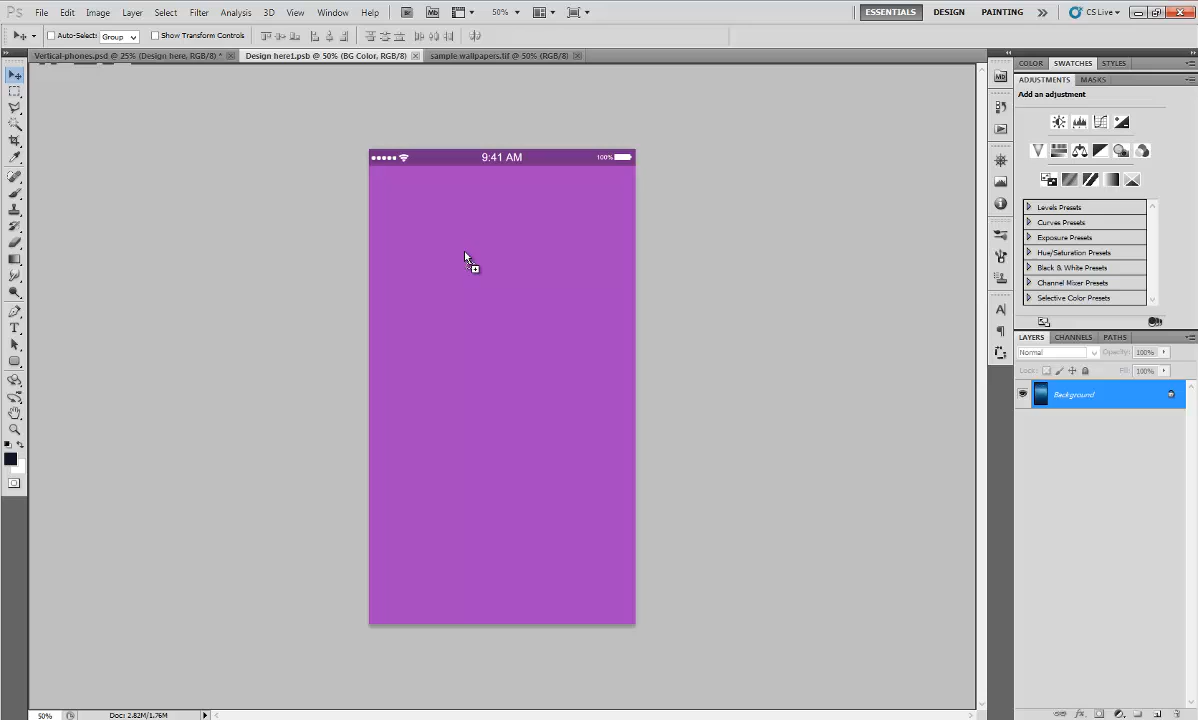 Ps File Edit Image Layer Select Filter Analysis 3D View Window Help Br Mb 50% ESSENTIALS DESIGN PAINTING CS Live
Auto-Select: Group Show Transform Controls
Vertical-phones.psd @ 25% (Design here, RGB/8) * Design here1.psb @ 50% (BG Color, RGB/8) sample wallpapers.tif @ 50% (RGB/8)
COLOR SWATCHES STYLES
ADJUSTMENTS MASKS
Add an adjustment
9:41 AM 100%
Levels Presets
Curves Presets
Exposure Presets
Hue/Saturation Presets
Black & White Presets
Channel Mixer Presets
Selective Color Presets
LAYERS CHANNELS PATHS
Normal Opacity: 100%
Lock: Fill: 100%
Background
50% Doc: 2.82M/1.76M